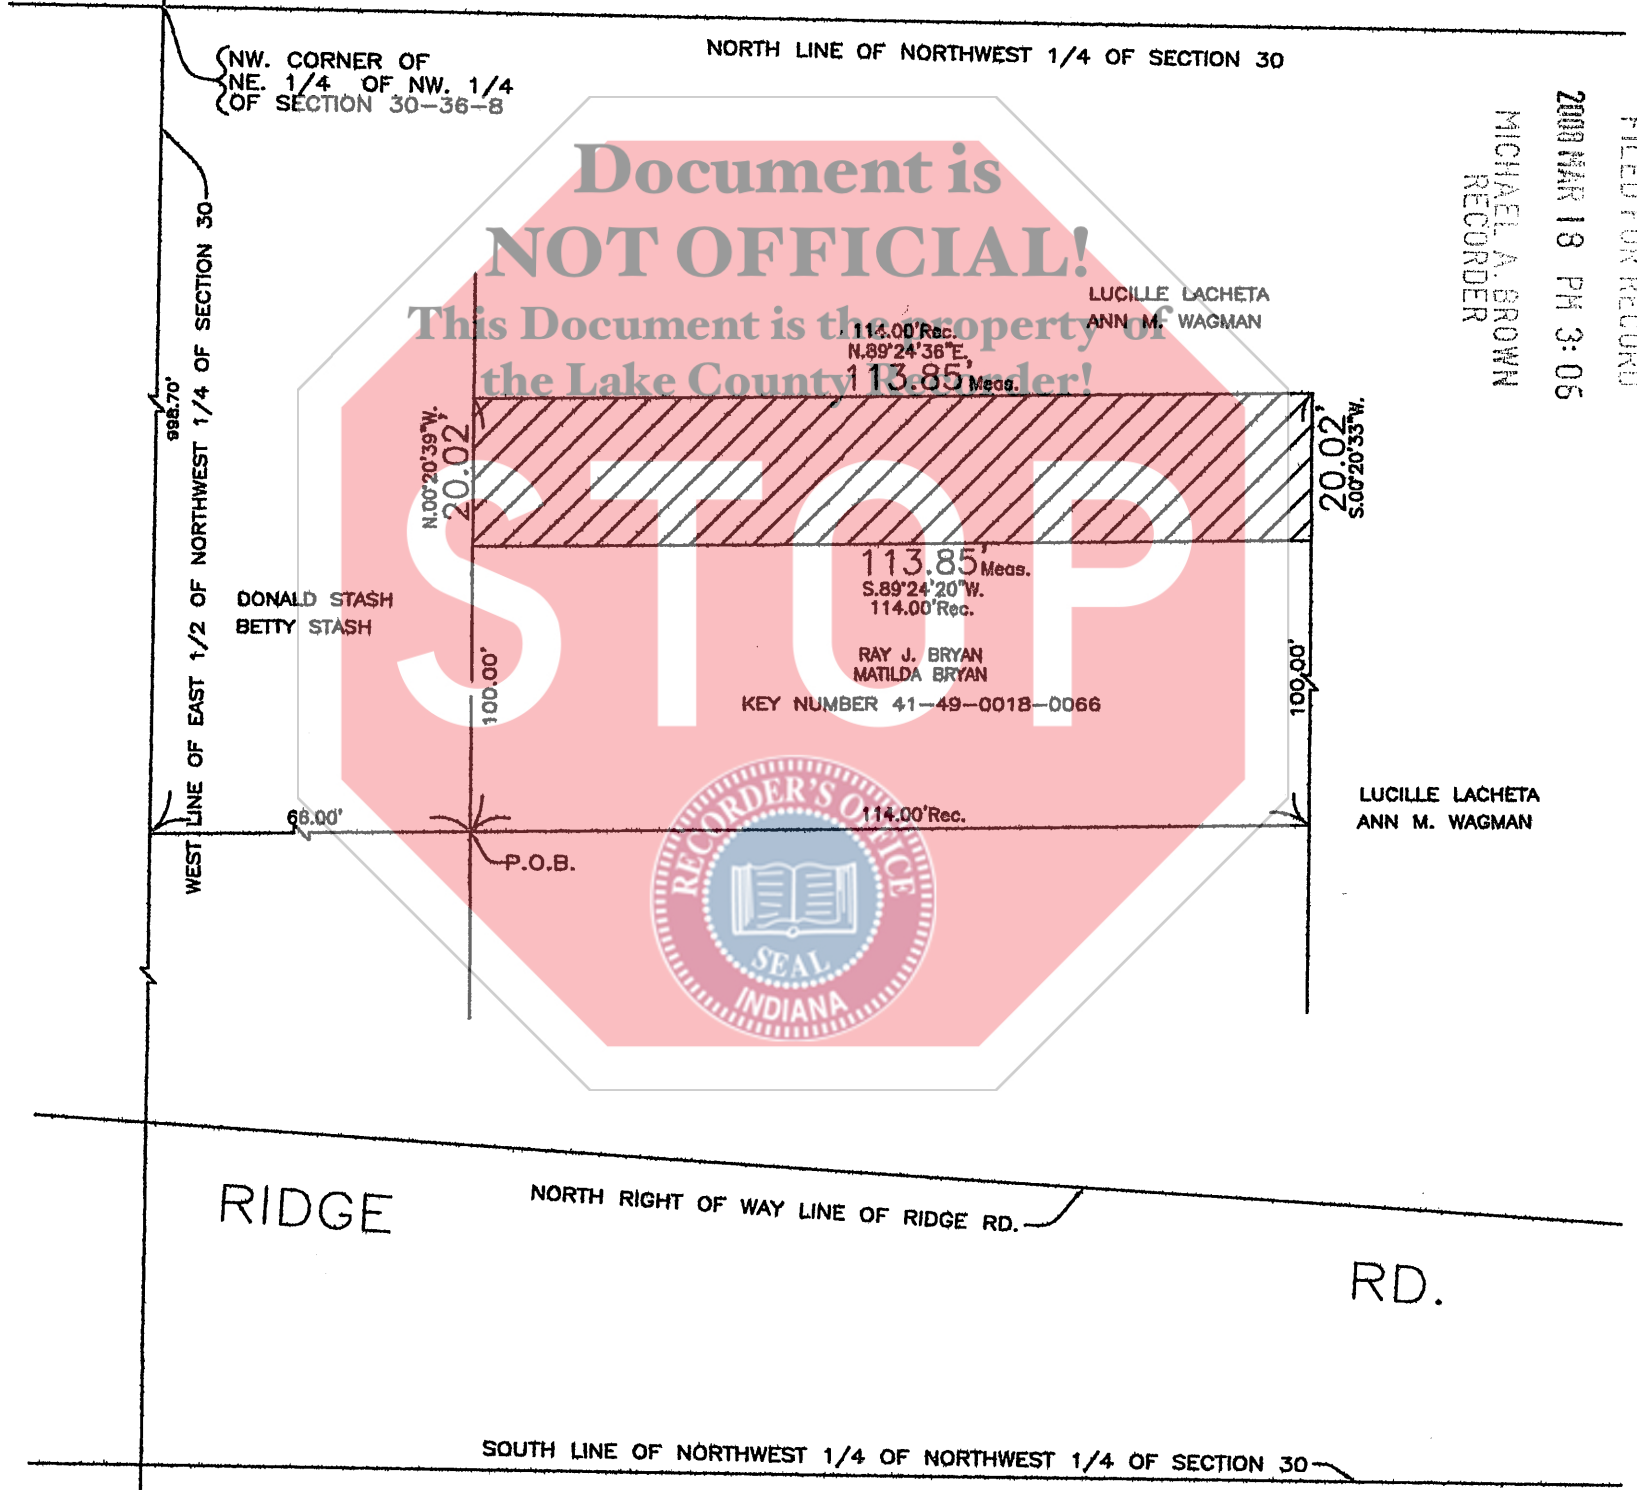 NORTH LINE OF NORTHWEST 1/4 OF SECTION 30
NW. CORNER OF
NE. 1/4 OF NW. 1/4
OF SECTION 30-36-8
FILED FOR RECORD
2000 MAR 18 PM 3:06
MICHAEL A. BROWN
RECORDER
Document is
NOT OFFICIAL!
This Document is the property of
the Lake County Recorder!
LUCILLE LACHETA
ANN M. WAGMAN
114.00'Rec.
N.89°24'36"E.
113.85'Meas.
998.70'
WEST LINE OF EAST 1/2 OF NORTHWEST 1/4 OF SECTION 30
N.00°20'39"W.
20.02'
20.02'
S.00°20'33"W.
STOP
113.85'Meas.
S.89°24'20"W.
114.00'Rec.
DONALD STASH
BETTY STASH
RAY J. BRYAN
MATILDA BRYAN
KEY NUMBER 41-49-0018-0066
100.00'
100.00'
66.00'
114.00'Rec.
LUCILLE LACHETA
ANN M. WAGMAN
P.O.B.
RECORDER'S OFFICE
SEAL
INDIANA
RIDGE
NORTH RIGHT OF WAY LINE OF RIDGE RD.
RD.
SOUTH LINE OF NORTHWEST 1/4 OF NORTHWEST 1/4 OF SECTION 30